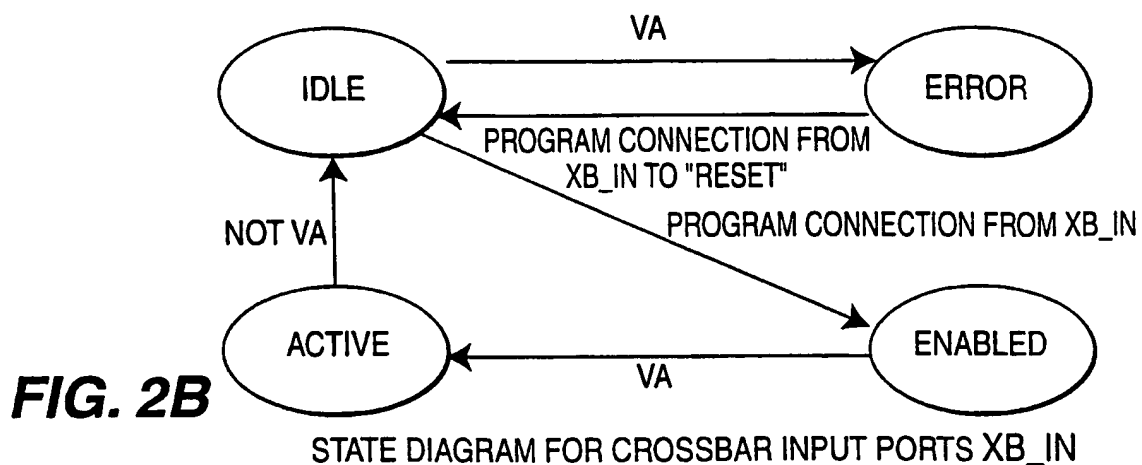 VA
IDLE
ERROR
PROGRAM CONNECTION FROM
XB_IN TO "RESET"
PROGRAM CONNECTION FROM XB_IN
NOT VA
ACTIVE
ENABLED
VA
FIG. 2B
STATE DIAGRAM FOR CROSSBAR INPUT PORTS XB_IN